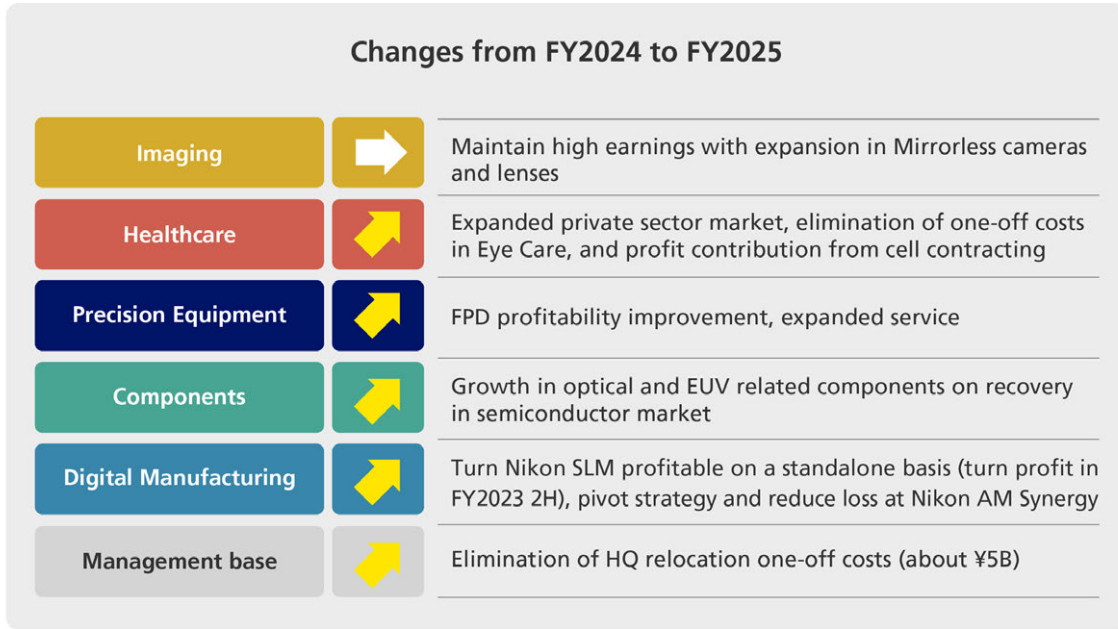 Changes from FY2024 to FY2025
Imaging
Maintain high earnings with expansion in Mirrorless cameras
and lenses
Healthcare
Expanded private sector market, elimination of one-off costs
in Eye Care, and profit contribution from cell contracting
Precision Equipment
FPD profitability improvement, expanded service
Components
Growth in optical and EUV related components on recovery
in semiconductor market
Digital Manufacturing
Turn Nikon SLM profitable on a standalone basis (turn profit in
FY2023 2H), pivot strategy and reduce loss at Nikon AM Synergy
Management base
Elimination of HQ relocation one-off costs (about ¥5B)